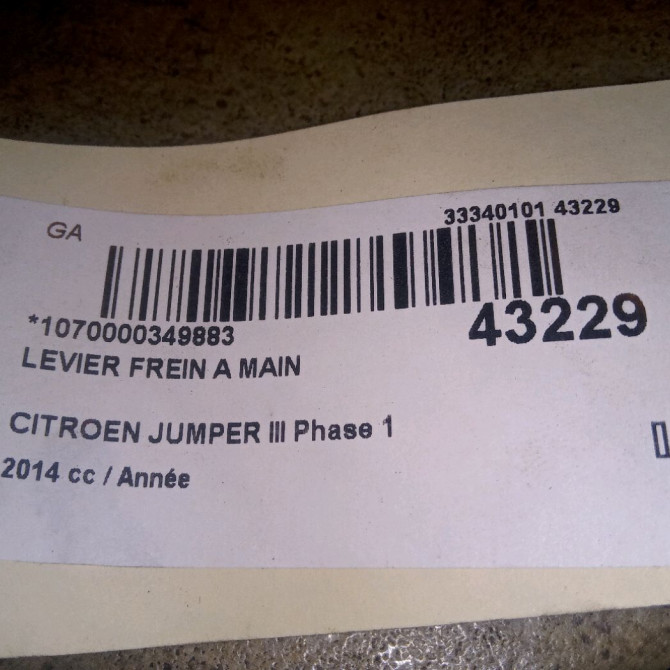 GA
33340101 43229
*1070000349883
43229
LEVIER FREIN A MAIN
CITROEN JUMPER III Phase 1
2014 cc / Année